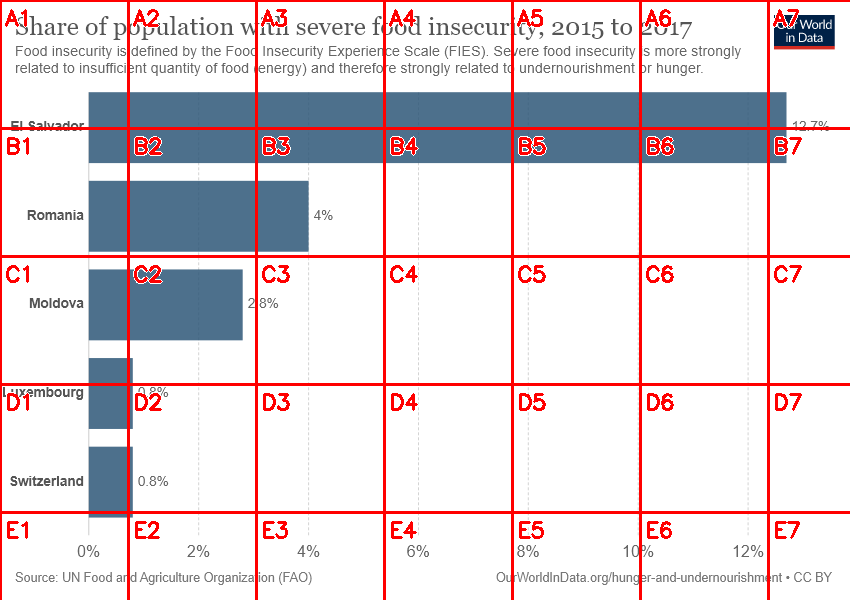 Share of population with severe food insecurity, 2015 to 2017
Our World
in Data
Food insecurity is defined by the Food Insecurity Experience Scale (FIES). Severe food insecurity is more strongly
related to insufficient quantity of food (energy) and therefore strongly related to undernourishment or hunger.
El Salvador 12.7%
Romania 4%
Moldova 2.8%
Luxembourg 0.8%
Switzerland 0.8%
0% 2% 4% 6% 8% 10% 12%
Source: UN Food and Agriculture Organization (FAO) OurWorldInData.org/hunger-and-undernourishment • CC BY
A1 A2 A3 A4 A5 A6 A7
B1 B2 B3 B4 B5 B6 B7
C1 C2 C3 C4 C5 C6 C7
D1 D2 D3 D4 D5 D6 D7
E1 E2 E3 E4 E5 E6 E7